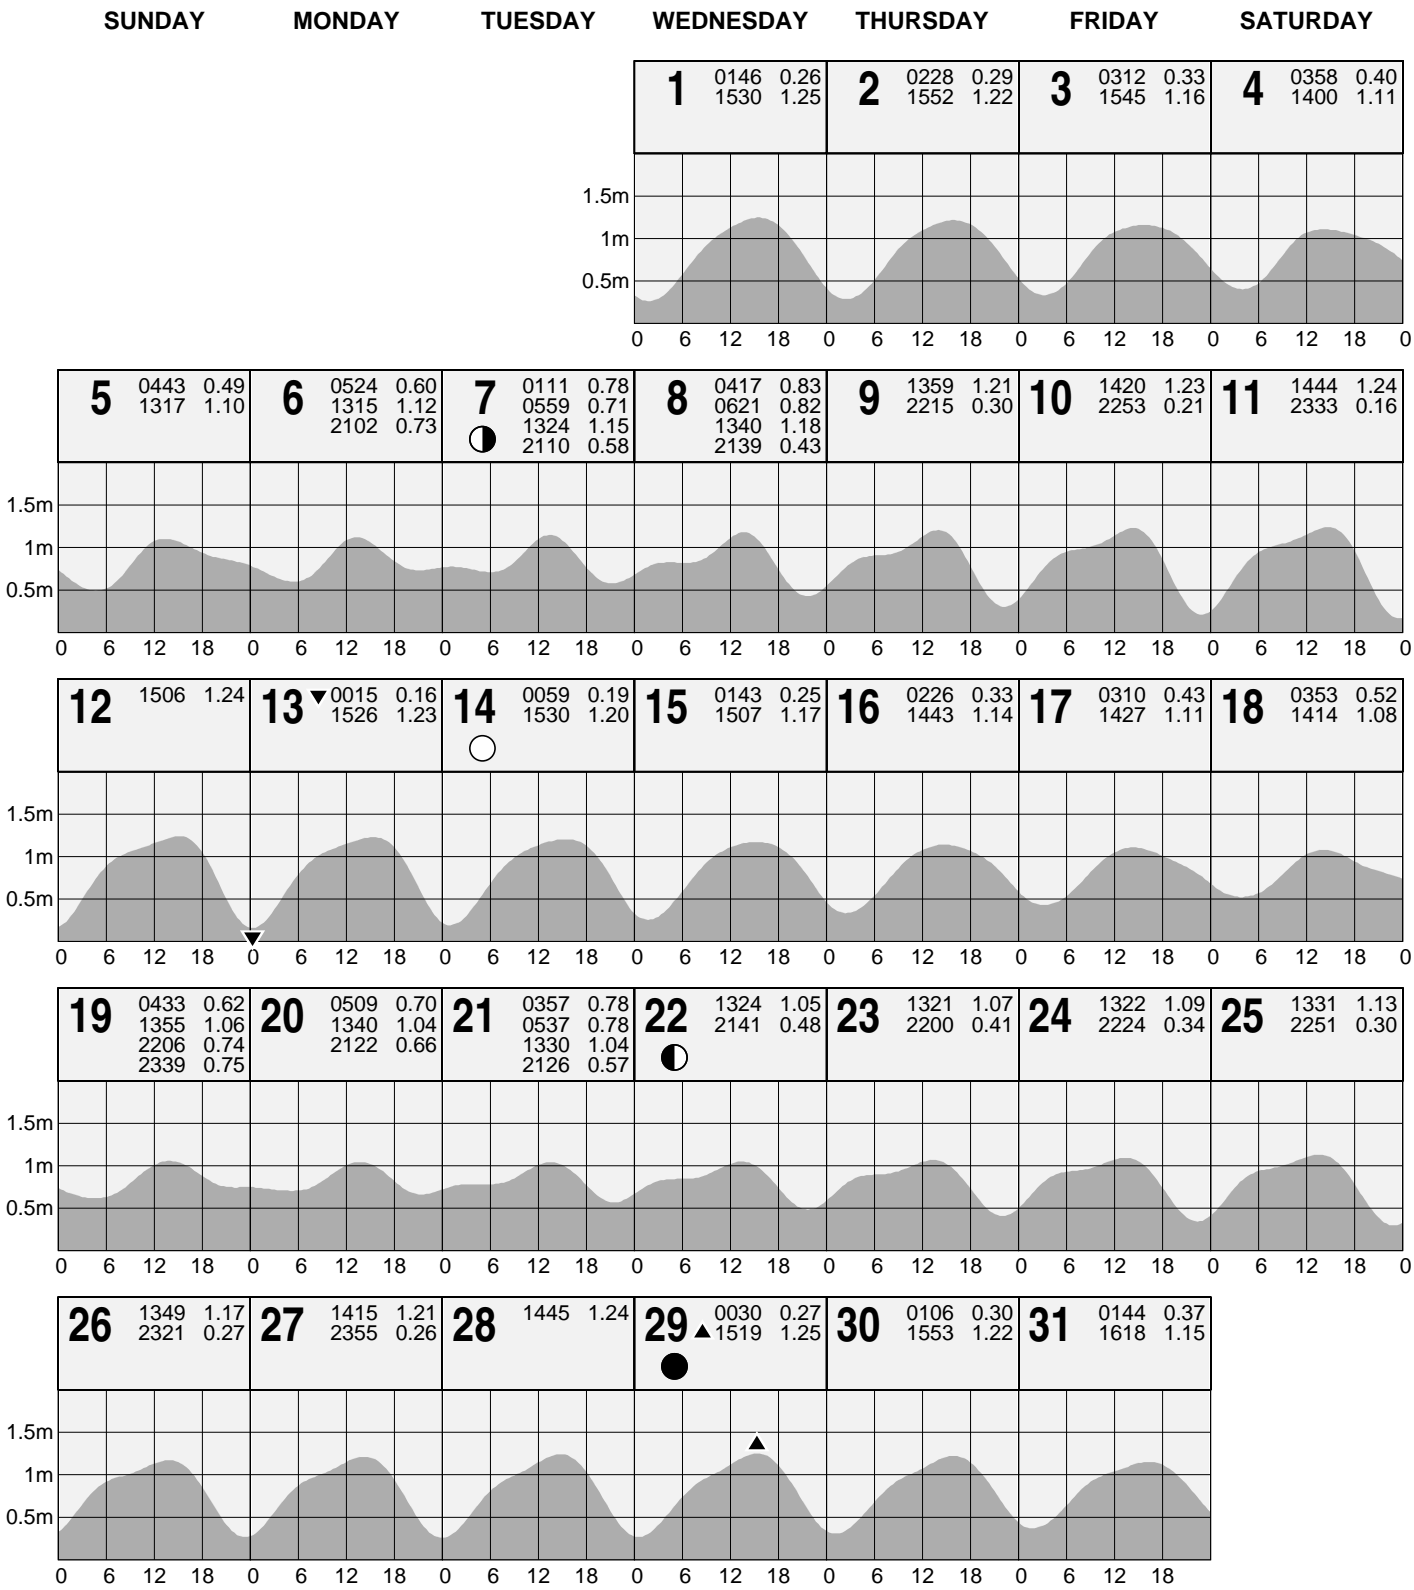 SUNDAY MONDAY TUESDAY WEDNESDAY THURSDAY FRIDAY SATURDAY
1 0146 0.26
1530 1.25
2 0228 0.29
1552 1.22
3 0312 0.33
1545 1.16
4 0358 0.40
1400 1.11
1.5m
1m
0.5m
0 6 12 18 0 6 12 18 0 6 12 18 0 6 12 18 0
5 0443 0.49
1317 1.10
6 0524 0.60
1315 1.12
2102 0.73
7 0111 0.78
0559 0.71
1324 1.15
2110 0.58
8 0417 0.83
0621 0.82
1340 1.18
2139 0.43
9 1359 1.21
2215 0.30
10 1420 1.23
2253 0.21
11 1444 1.24
2333 0.16
1.5m
1m
0.5m
0 6 12 18 0 6 12 18 0 6 12 18 0 6 12 18 0 6 12 18 0 6 12 18 0 6 12 18 0
12 1506 1.24
13 0015 0.16
1526 1.23
14 0059 0.19
1530 1.20
15 0143 0.25
1507 1.17
16 0226 0.33
1443 1.14
17 0310 0.43
1427 1.11
18 0353 0.52
1414 1.08
1.5m
1m
0.5m
0 6 12 18 0 6 12 18 0 6 12 18 0 6 12 18 0 6 12 18 0 6 12 18 0 6 12 18 0
19 0433 0.62
1355 1.06
2206 0.74
2339 0.75
20 0509 0.70
1340 1.04
2122 0.66
21 0357 0.78
0537 0.78
1330 1.04
2126 0.57
22 1324 1.05
2141 0.48
23 1321 1.07
2200 0.41
24 1322 1.09
2224 0.34
25 1331 1.13
2251 0.30
1.5m
1m
0.5m
0 6 12 18 0 6 12 18 0 6 12 18 0 6 12 18 0 6 12 18 0 6 12 18 0 6 12 18 0
26 1349 1.17
2321 0.27
27 1415 1.21
2355 0.26
28 1445 1.24
29 0030 0.27
1519 1.25
30 0106 0.30
1553 1.22
31 0144 0.37
1618 1.15
1.5m
1m
0.5m
0 6 12 18 0 6 12 18 0 6 12 18 0 6 12 18 0 6 12 18 0 6 12 18